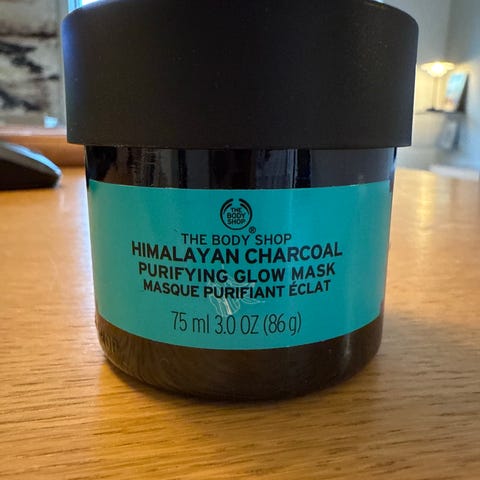 THE
BODY
SHOP
®
THE BODY SHOP
HIMALAYAN CHARCOAL
PURIFYING GLOW MASK
MASQUE PURIFIANT ÉCLAT
75 ml 3.0 OZ (86 g)